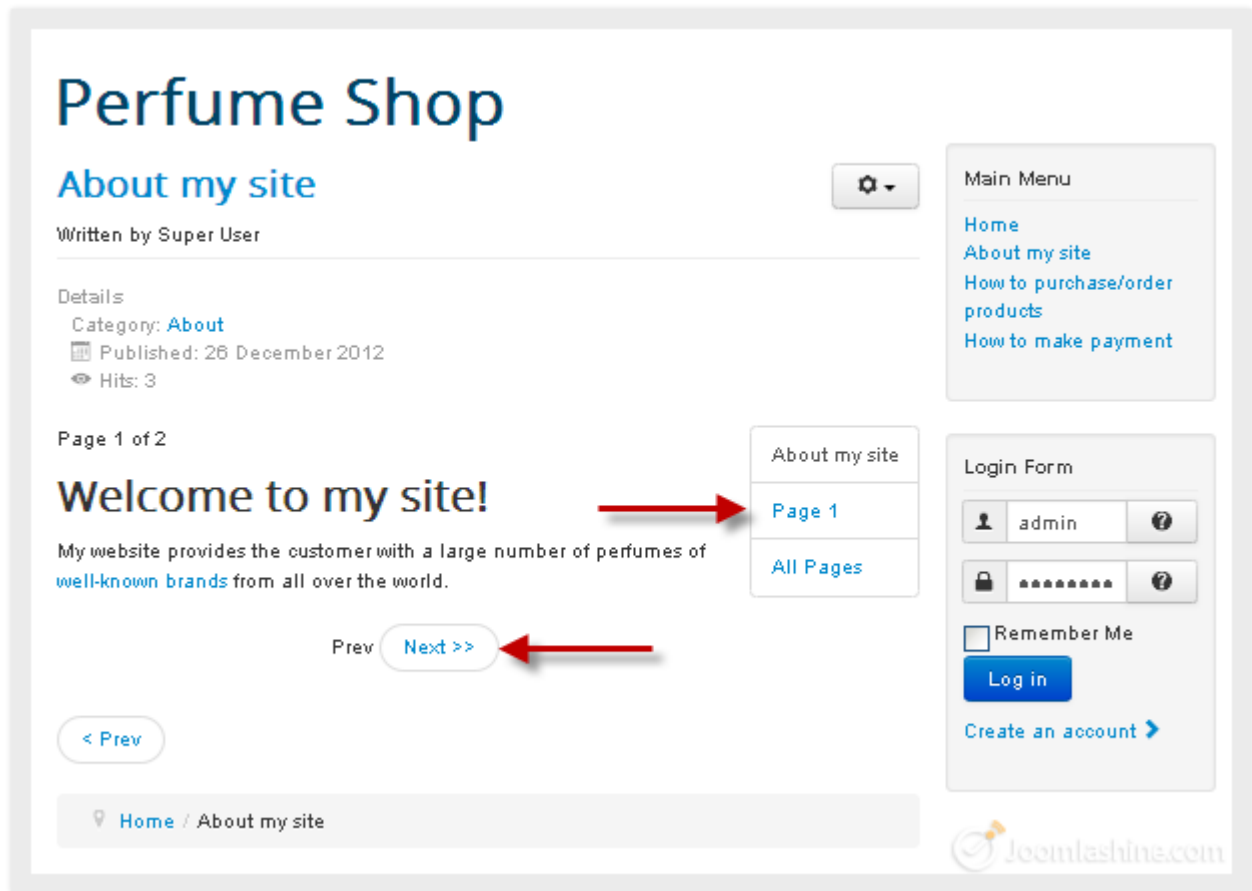 Perfume Shop
About my site
Written by Super User
Details
Category: About
Published: 26 December 2012
Hits: 3
Page 1 of 2
Welcome to my site!
My website provides the customer with a large number of perfumes of
well-known brands from all over the world.
Prev Next >>
< Prev
Home / About my site
About my site
Page 1
All Pages
Main Menu
Home
About my site
How to purchase/order
products
How to make payment
Login Form
admin
Remember Me
Log in
Create an account
Joomlashine.com